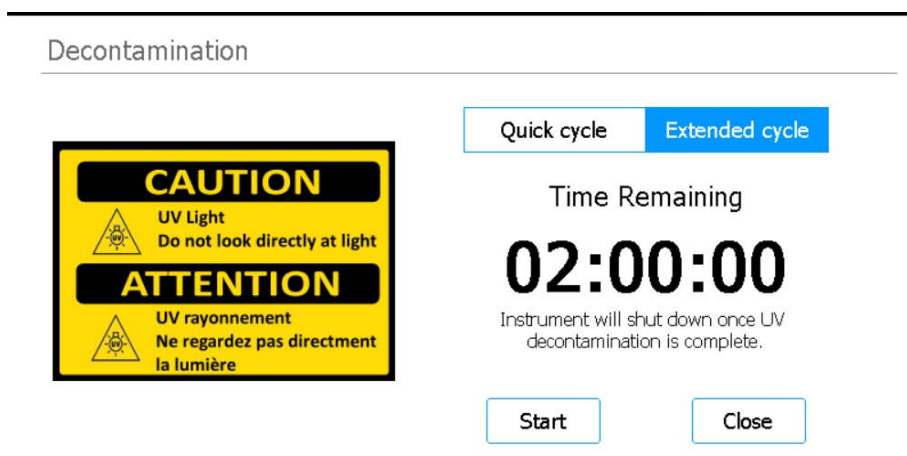 Decontamination
CAUTION
UV Light
Do not look directly at light
ATTENTION
UV rayonnement
Ne regardez pas directment
la lumière
Quick cycle
Extended cycle
Time Remaining
02:00:00
Instrument will shut down once UV
decontamination is complete.
Start
Close